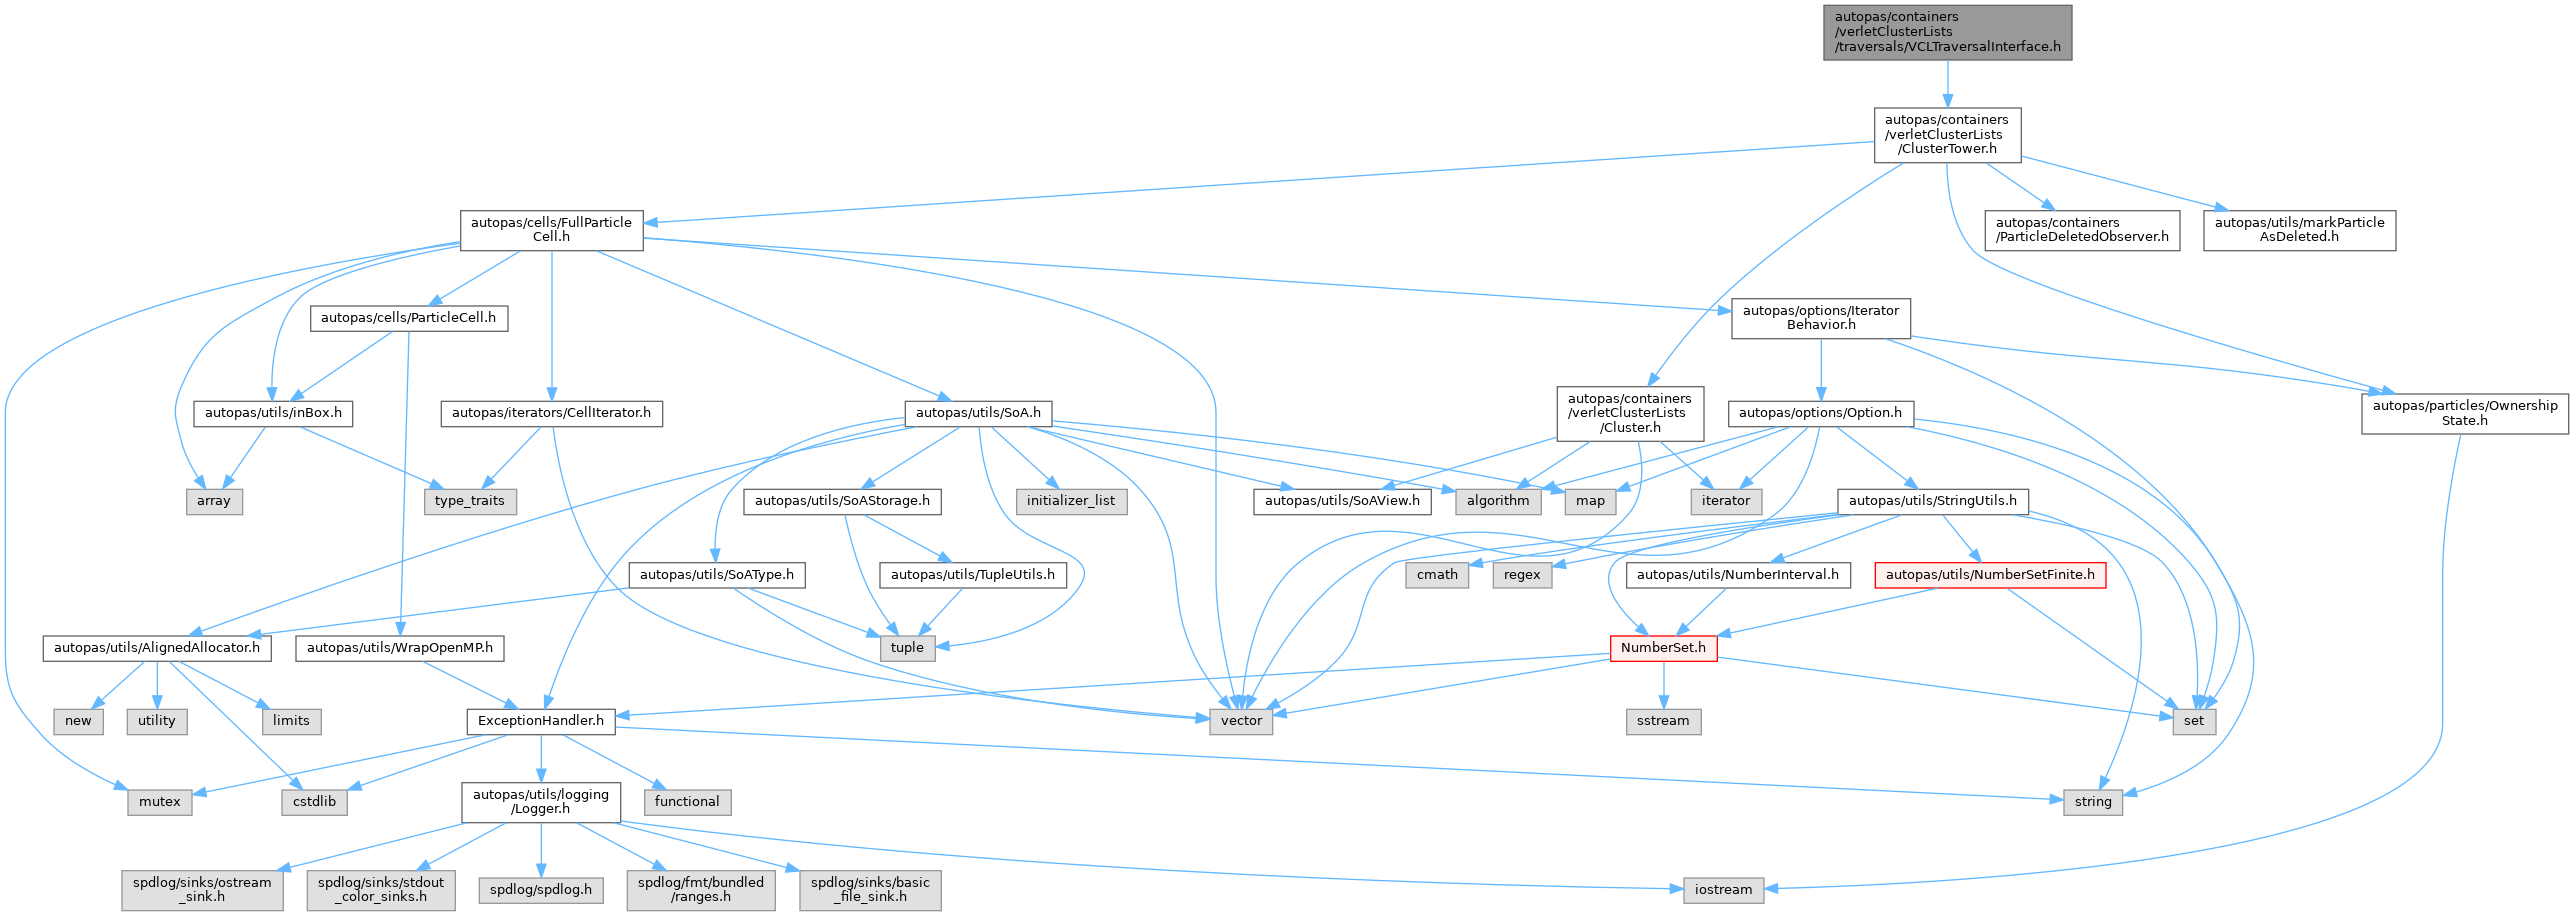 autopas/containers
/verletClusterLists
/traversals/VCLTraversalInterface.h
autopas/containers
/verletClusterLists
/ClusterTower.h
autopas/cells/FullParticle
Cell.h
autopas/containers
/ParticleDeletedObserver.h
autopas/utils/markParticle
AsDeleted.h
autopas/cells/ParticleCell.h
autopas/options/Iterator
Behavior.h
autopas/utils/inBox.h
autopas/iterators/CellIterator.h
autopas/utils/SoA.h
autopas/containers
/verletClusterLists
/Cluster.h
autopas/options/Option.h
autopas/particles/Ownership
State.h
array
type_traits
autopas/utils/SoAStorage.h
initializer_list
autopas/utils/SoAView.h
algorithm
map
iterator
autopas/utils/StringUtils.h
autopas/utils/SoAType.h
autopas/utils/TupleUtils.h
cmath
regex
autopas/utils/NumberInterval.h
autopas/utils/NumberSetFinite.h
autopas/utils/AlignedAllocator.h
autopas/utils/WrapOpenMP.h
tuple
NumberSet.h
new
utility
limits
ExceptionHandler.h
vector
sstream
set
mutex
cstdlib
autopas/utils/logging
/Logger.h
functional
string
spdlog/sinks/ostream
_sink.h
spdlog/sinks/stdout
_color_sinks.h
spdlog/spdlog.h
spdlog/fmt/bundled
/ranges.h
spdlog/sinks/basic
_file_sink.h
iostream